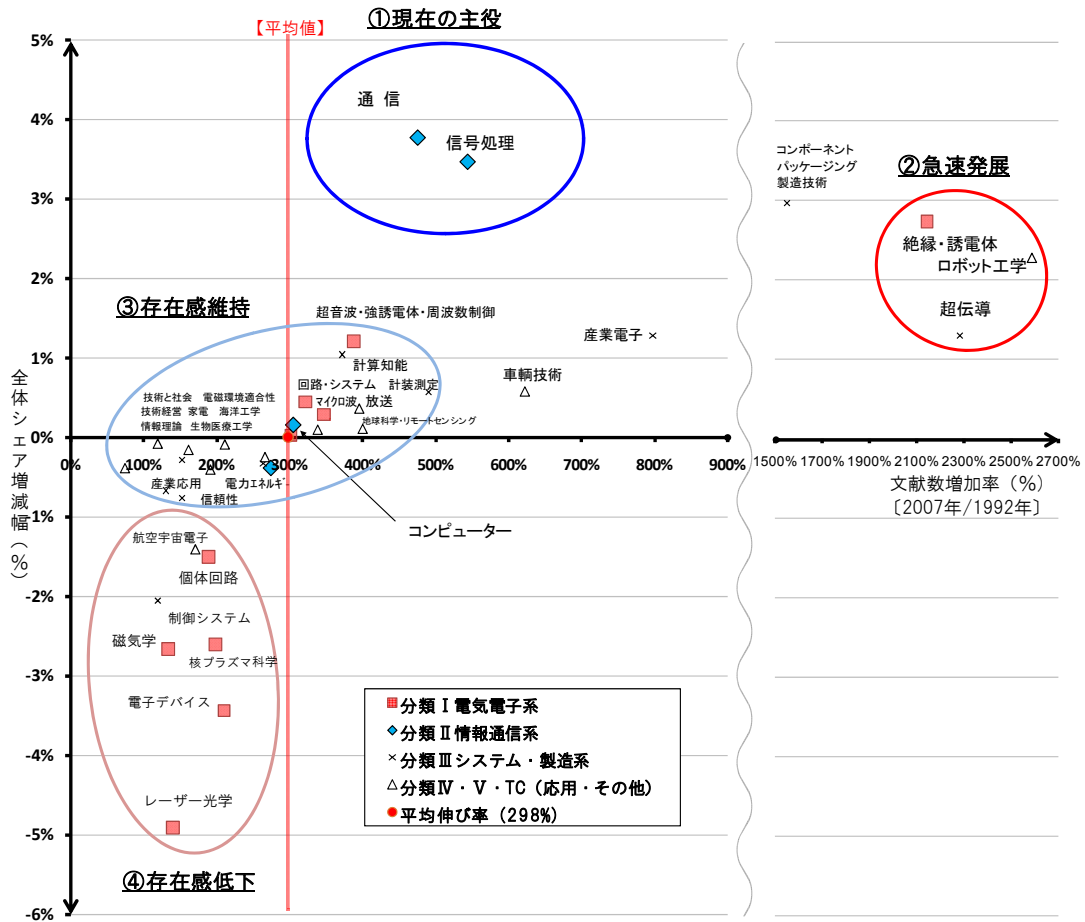 ①現在の主役
【平均値】
5%
通 信
4%
信号処理
コンポーネント
パッケージング
製造技術
②急速発展
3%
絶縁・誘電体
ロボット工学
2%
③存在感維持
超音波・強誘電体・周波数制御
超伝導
産業電子
1%
計算知能
車輌技術
全体シェア増減幅(%)
技術と社会 電磁環境適合性
回路・システム 計装測定
技術経営 家電 海洋工学
マイクロ波 放送
情報理論 生物医療工学
地球科学・リモートセンシング
0%
0% 100% 200% 300% 400% 500% 600% 700% 800% 900% 1500% 1700% 1900% 2100% 2300% 2500% 2700%
産業応用 電力エネルギー
文献数増加率(%)
信頼性
〔2007年/1992年〕
-1%
コンピューター
航空宇宙電子
個体回路
-2%
制御システム
磁気学
核プラズマ科学
-3%
電子デバイス
分類Ⅰ電気電子系
分類Ⅱ情報通信系
-4%
分類Ⅲシステム・製造系
分類Ⅳ・Ⅴ・TC(応用・その他)
レーザー光学
平均伸び率(298%)
-5%
④存在感低下
-6%